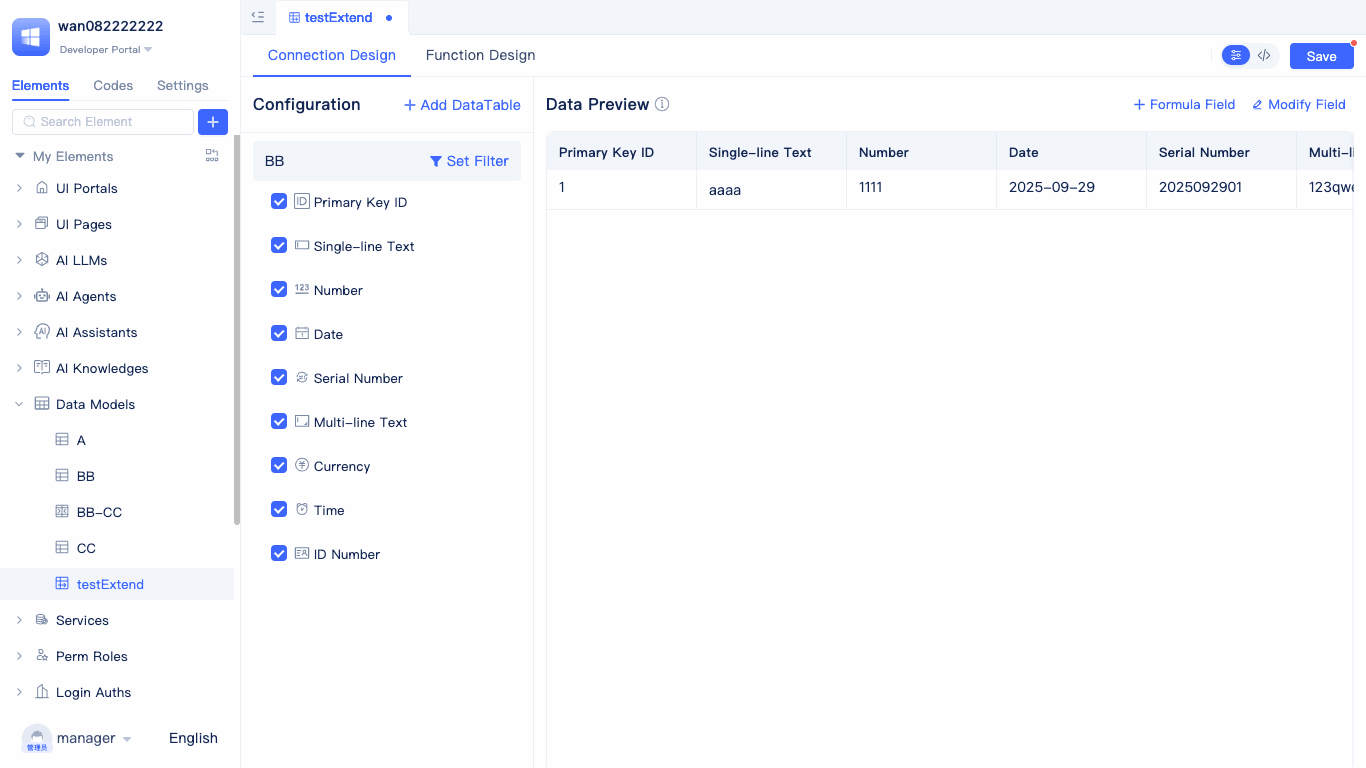 wan082222222
Developer Portal
Elements
Codes
Settings
Search Element
My Elements
UI Portals
UI Pages
AI LLMs
AI Agents
AI Assistants
AI Knowledges
Data Models
A
BB
BB-CC
CC
testExtend
Services
Perm Roles
Login Auths
管理员
manager
English
testExtend
Connection Design
Function Design
Save
Configuration
Add DataTable
BB
Set Filter
Primary Key ID
Single-line Text
Number
Date
Serial Number
Multi-line Text
Currency
Time
ID Number
Data Preview
Formula Field
Modify Field
Primary Key ID Single-line Text Number Date Serial Number Multi-li
1 aaaa 1111 2025-09-29 2025092901 123qwe